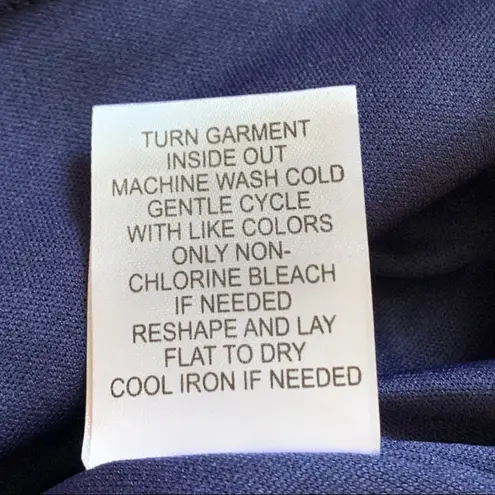 TURN GARMENT
INSIDE OUT
MACHINE WASH COLD
GENTLE CYCLE
WITH LIKE COLORS
ONLY NON-
CHLORINE BLEACH
IF NEEDED
RESHAPE AND LAY
FLAT TO DRY
COOL IRON IF NEEDED